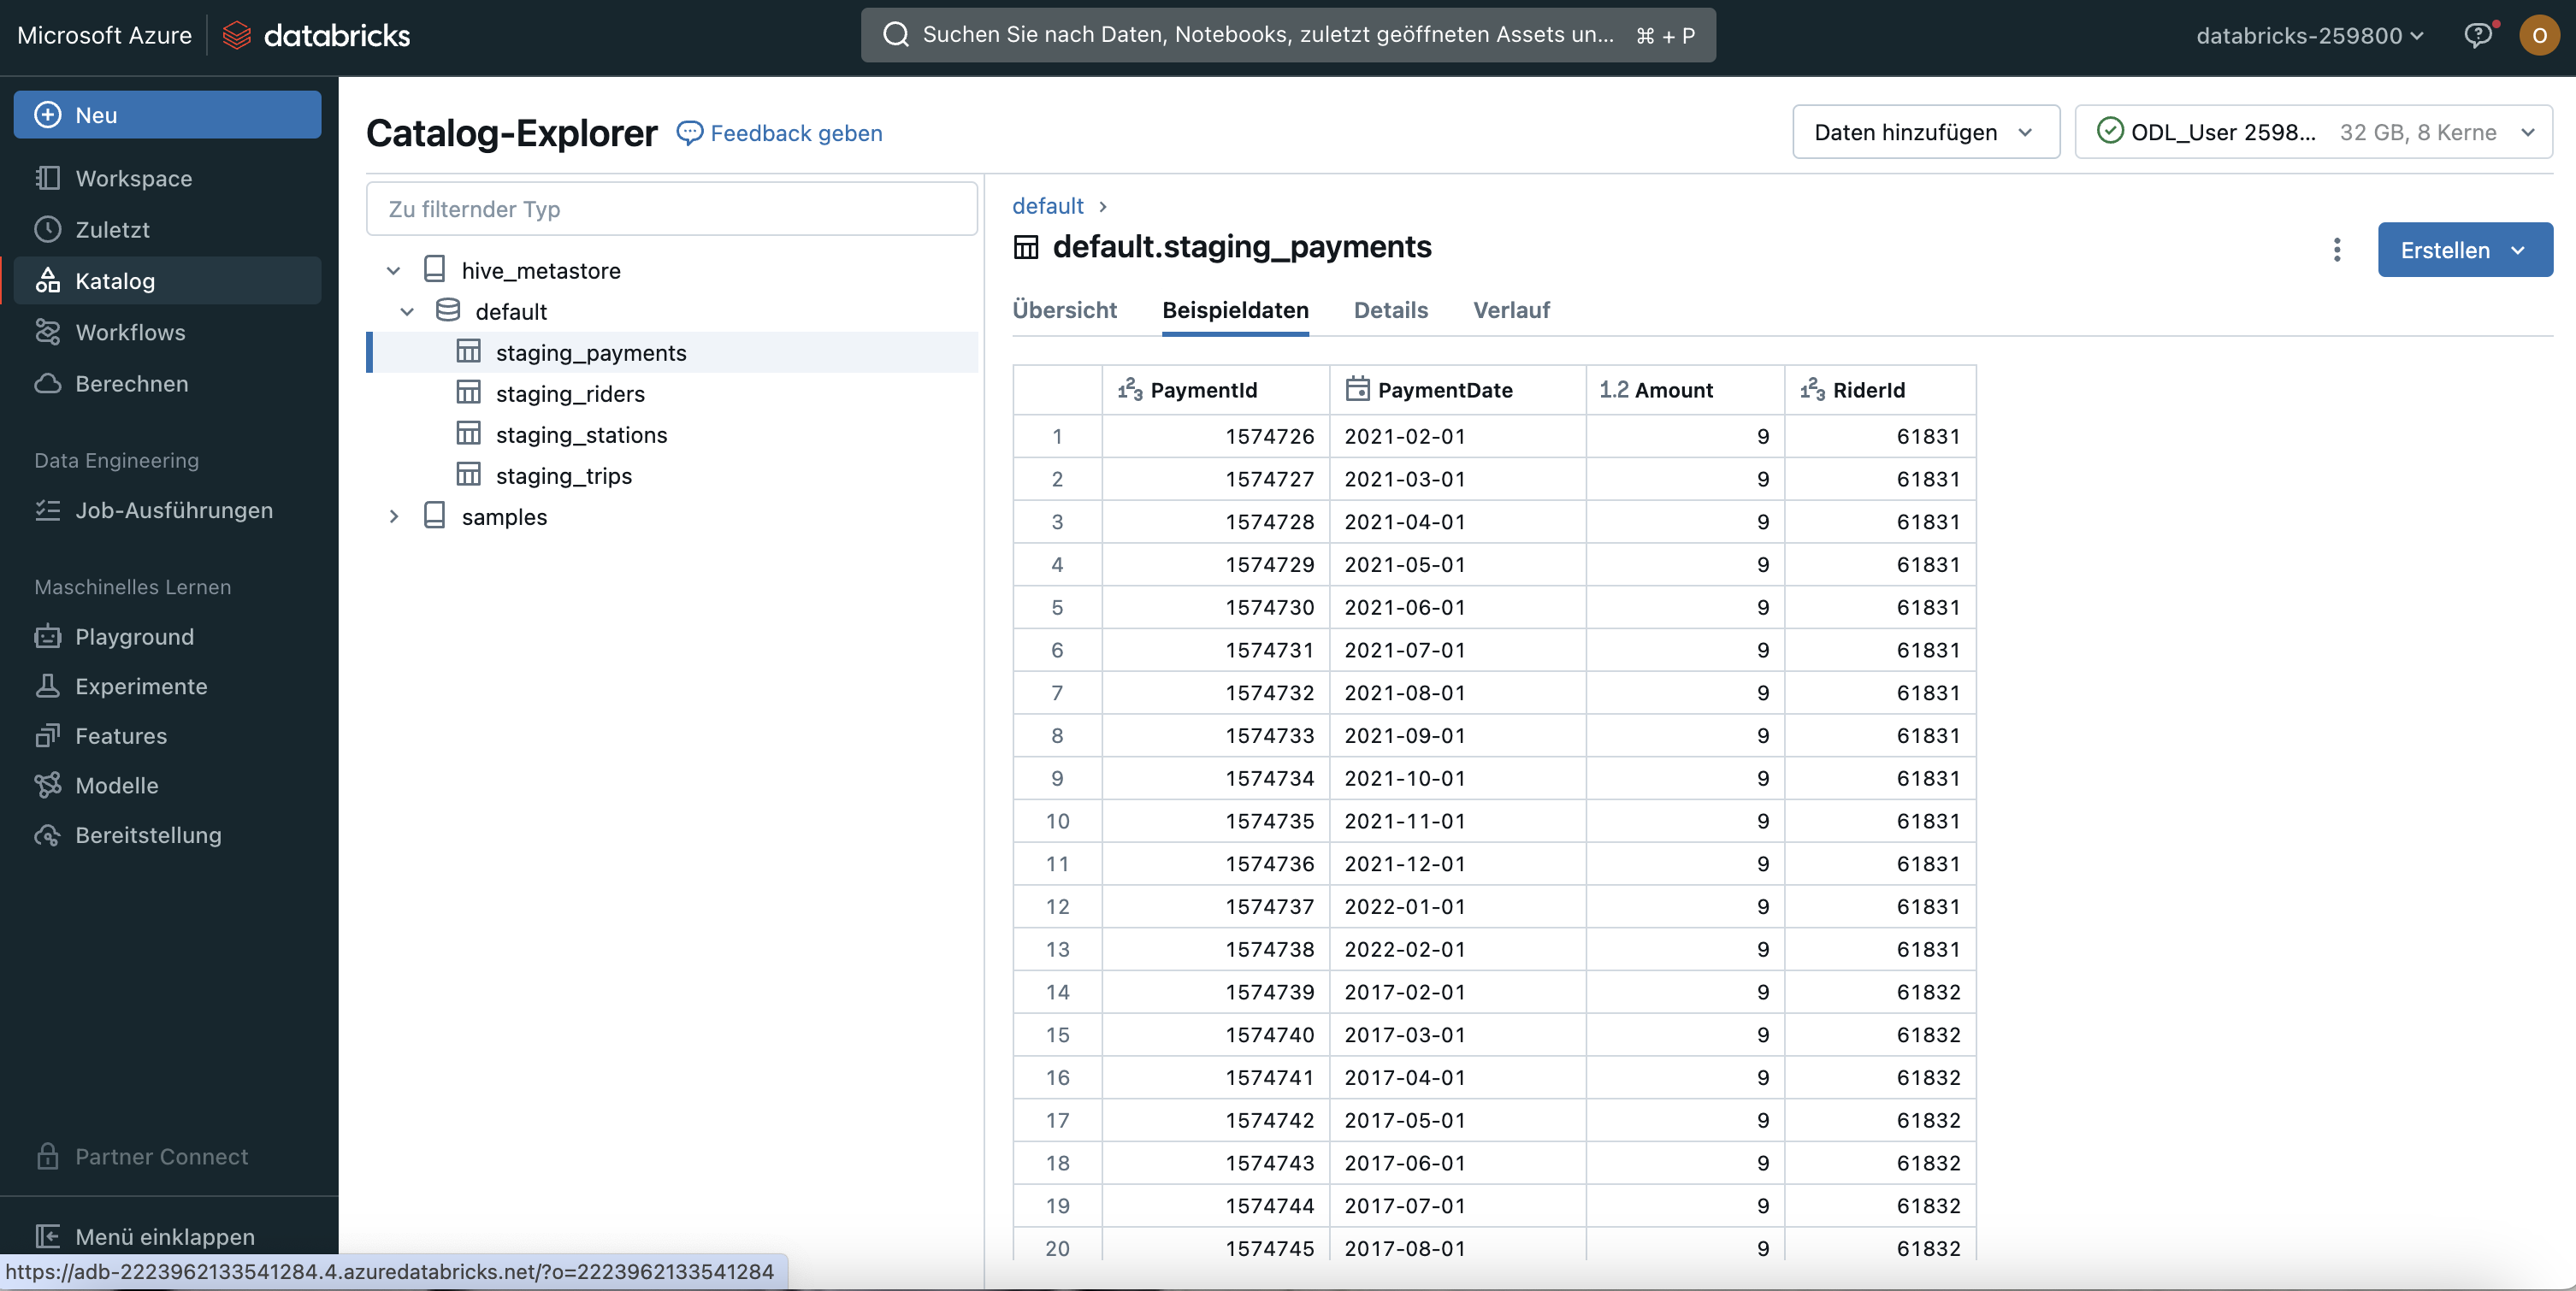 Microsoft Azure databricks
Suchen Sie nach Daten, Notebooks, zuletzt geöffneten Assets un... ⌘ + P
databricks-259800
O
Neu
Workspace
Zuletzt
Katalog
Workflows
Berechnen
Data Engineering
Job-Ausführungen
Maschinelles Lernen
Playground
Experimente
Features
Modelle
Bereitstellung
Partner Connect
Menü einklappen
https://adb-2223962133541284.4.azuredatabricks.net/?o=2223962133541284
Catalog-Explorer Feedback geben
Daten hinzufügen
ODL_User 2598... 32 GB, 8 Kerne
Zu filternder Typ
hive_metastore
default
staging_payments
staging_riders
staging_stations
staging_trips
samples
default ›
default.staging_payments
Erstellen
Übersicht Beispieldaten Details Verlauf
PaymentId PaymentDate 1.2 Amount RiderId
1 1574726 2021-02-01 9 61831
2 1574727 2021-03-01 9 61831
3 1574728 2021-04-01 9 61831
4 1574729 2021-05-01 9 61831
5 1574730 2021-06-01 9 61831
6 1574731 2021-07-01 9 61831
7 1574732 2021-08-01 9 61831
8 1574733 2021-09-01 9 61831
9 1574734 2021-10-01 9 61831
10 1574735 2021-11-01 9 61831
11 1574736 2021-12-01 9 61831
12 1574737 2022-01-01 9 61831
13 1574738 2022-02-01 9 61831
14 1574739 2017-02-01 9 61832
15 1574740 2017-03-01 9 61832
16 1574741 2017-04-01 9 61832
17 1574742 2017-05-01 9 61832
18 1574743 2017-06-01 9 61832
19 1574744 2017-07-01 9 61832
20 1574745 2017-08-01 9 61832